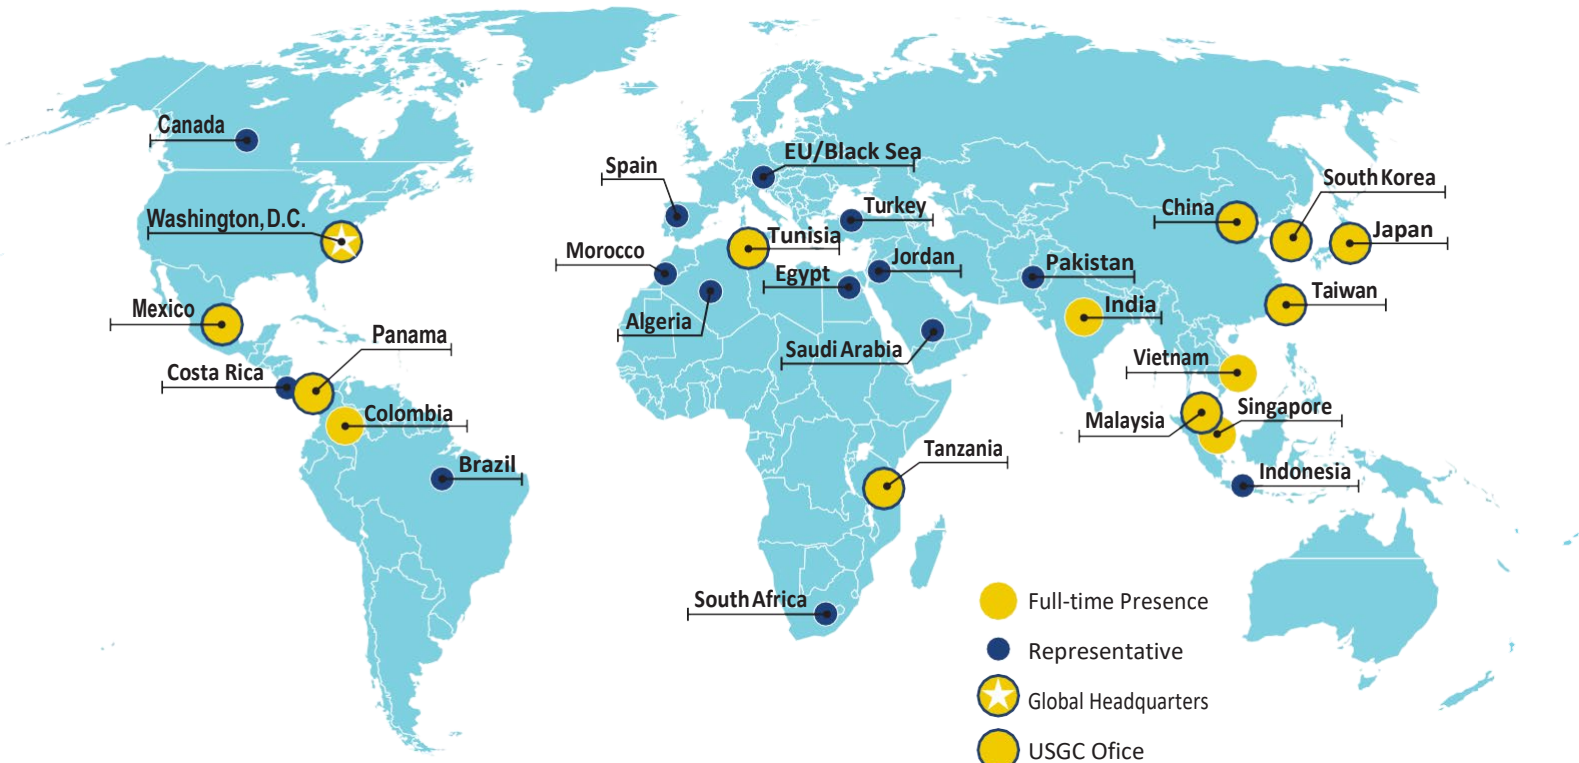 Canada
Washington, D.C.
Mexico
Panama
Costa Rica
Colombia
Brazil
Spain
EU/Black Sea
Turkey
Tunisia
Morocco
Algeria
Egypt
Jordan
Saudi Arabia
Pakistan
India
China
South Korea
Japan
Taiwan
Vietnam
Malaysia
Singapore
Indonesia
Tanzania
South Africa
Full-time Presence
Representative
Global Headquarters
USGC Ofice